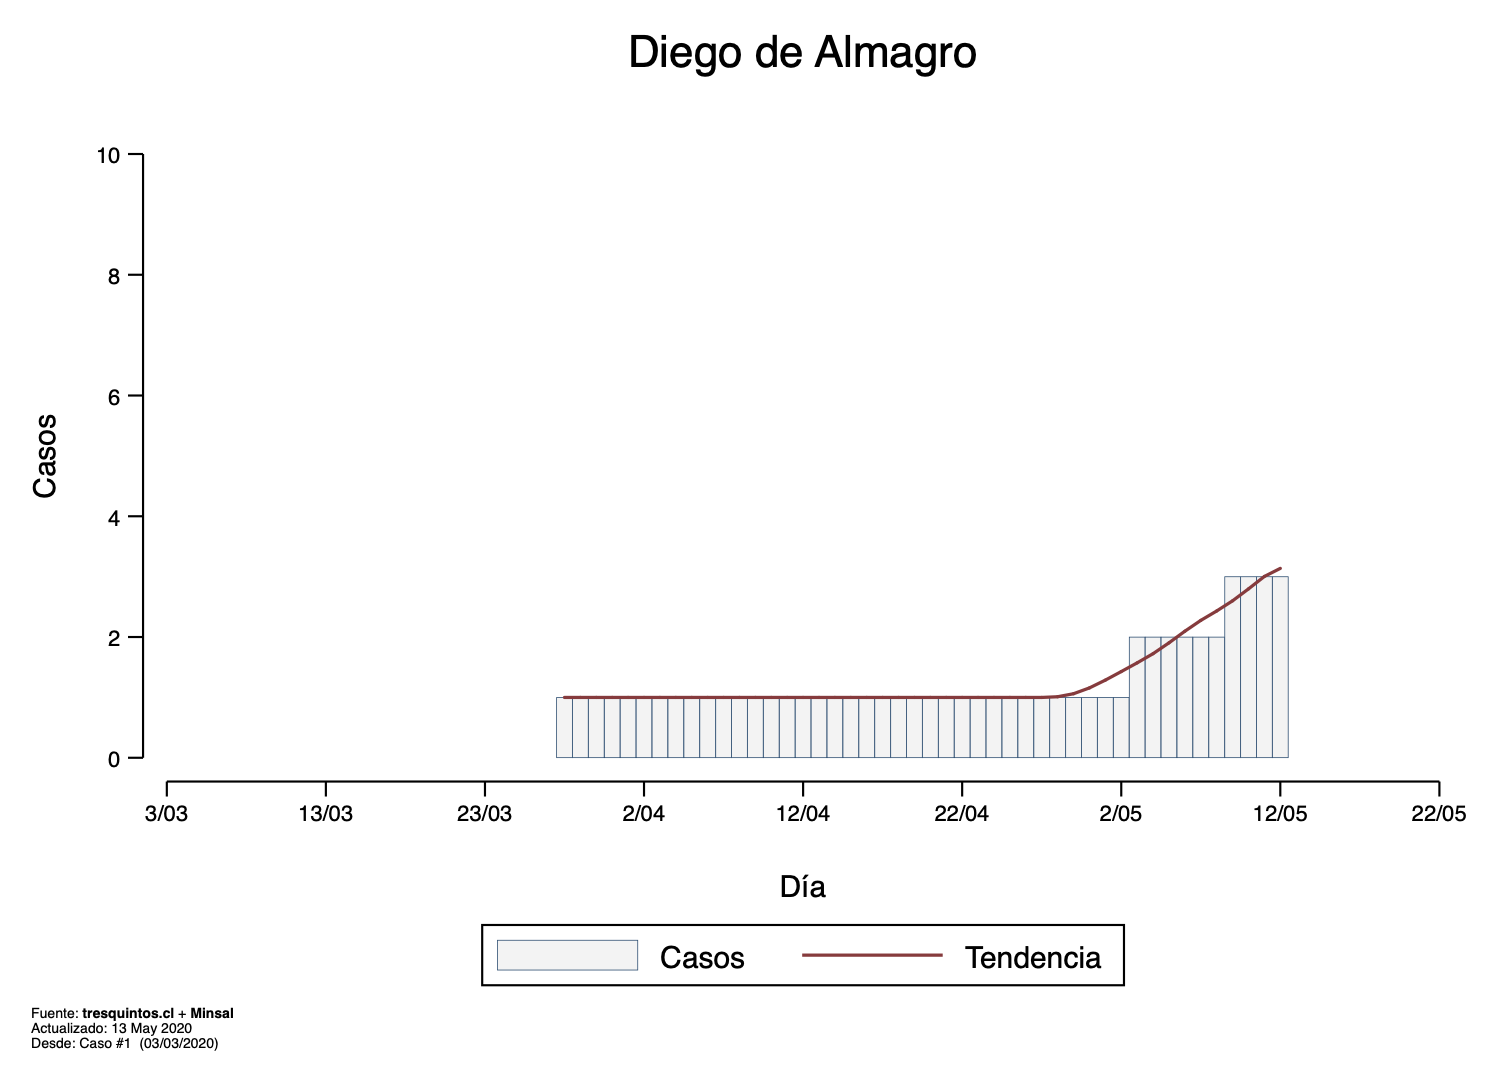 Diego de Almagro
10
8
6
4
2
0
Casos
3/03 13/03 23/03 2/04 12/04 22/04 2/05 12/05 22/05
Día
Casos Tendencia
Fuente: tresquintos.cl + Minsal
Actualizado: 13 May 2020
Desde: Caso #1 (03/03/2020)